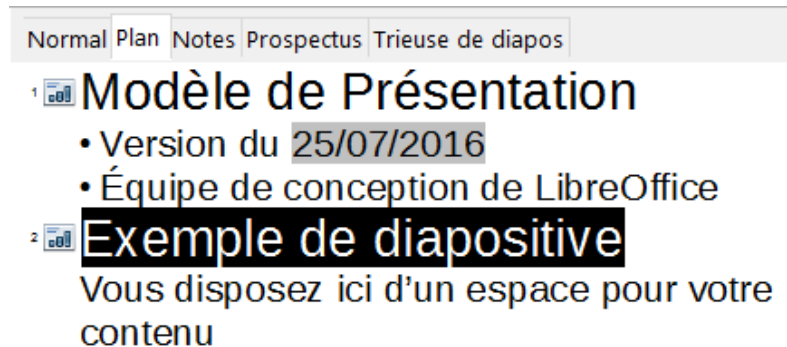 Normal Plan Notes Prospectus Trieuse de diapos
1 Modèle de Présentation
• Version du 25/07/2016
• Équipe de conception de LibreOffice
2 Exemple de diapositive
Vous disposez ici d’un espace pour votre
contenu